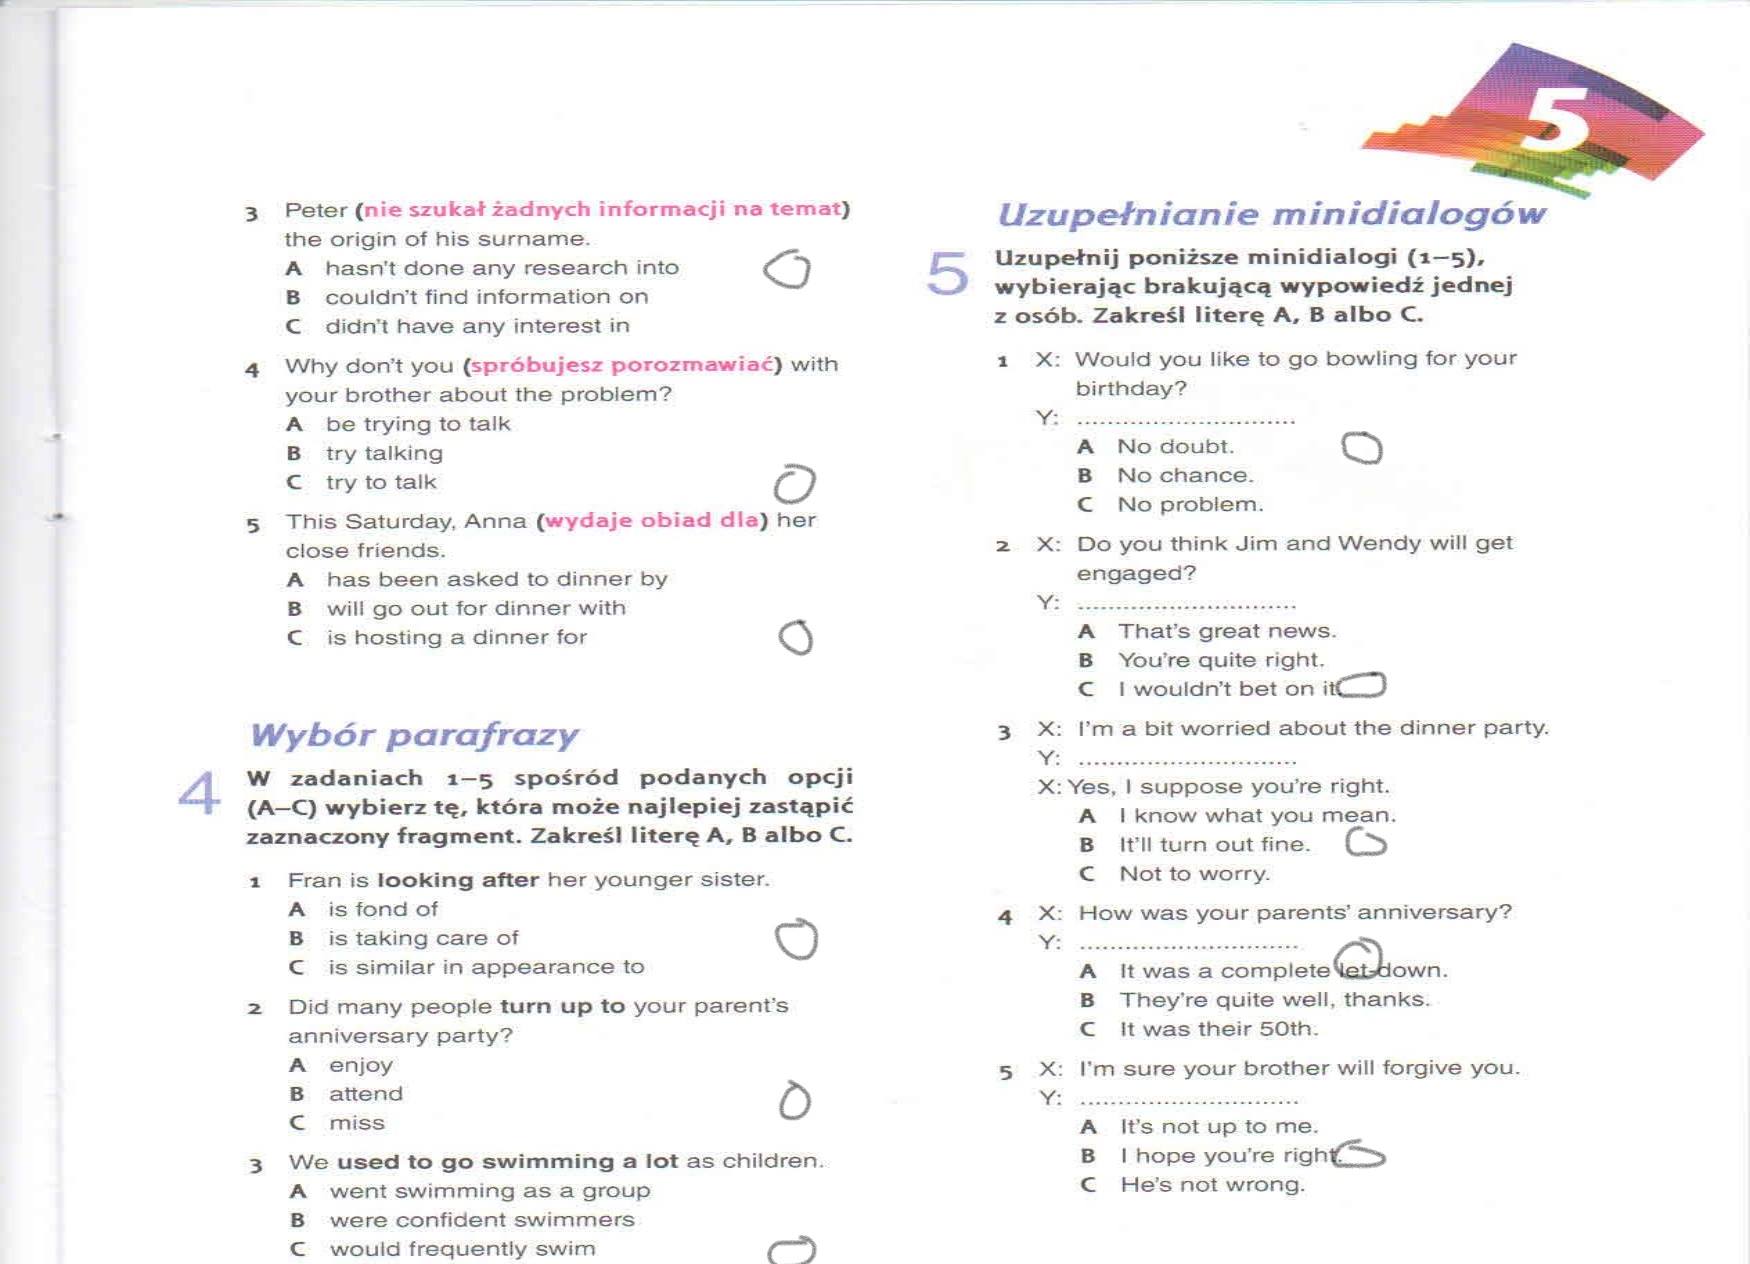 5
3 Peter (nie szukał żadnych informacji na temat)
the origin of his surname.
A hasn't done any research into
B couldn't find information on
C didn't have any interest in
4 Why don't you (spróbujesz porozmawiać) with
your brother about the problem?
A be trying to talk
B try talking
C try to talk
5 This Saturday, Anna (wydaje obiad dla) her
close friends.
A has been asked to dinner by
B will go out for dinner with
C is hosting a dinner for
Wybór parafrazy
4 W zadaniach 1–5 spośród podanych opcji
(A–C) wybierz tę, która może najlepiej zastąpić
zaznaczony fragment. Zakreśl literę A, B albo C.
1 Fran is looking after her younger sister.
A is fond of
B is taking care of
C is similar in appearance to
2 Did many people turn up to your parent's
anniversary party?
A enjoy
B attend
C miss
3 We used to go swimming a lot as children.
A went swimming as a group
B were confident swimmers
C would frequently swim
Uzupełnianie minidialogów
5 Uzupełnij poniższe minidialogi (1–5),
wybierając brakującą wypowiedź jednej
z osób. Zakreśl literę A, B albo C.
1 X: Would you like to go bowling for your
birthday?
Y: ............................
A No doubt.
B No chance.
C No problem.
2 X: Do you think Jim and Wendy will get
engaged?
Y: ............................
A That's great news.
B You're quite right.
C I wouldn't bet on it.
3 X: I'm a bit worried about the dinner party.
Y: ............................
X: Yes, I suppose you're right.
A I know what you mean.
B It'll turn out fine.
C Not to worry.
4 X: How was your parents' anniversary?
Y: ............................
A It was a complete let-down.
B They're quite well, thanks.
C It was their 50th.
5 X: I'm sure your brother will forgive you.
Y: ............................
A It's not up to me.
B I hope you're right.
C He's not wrong.